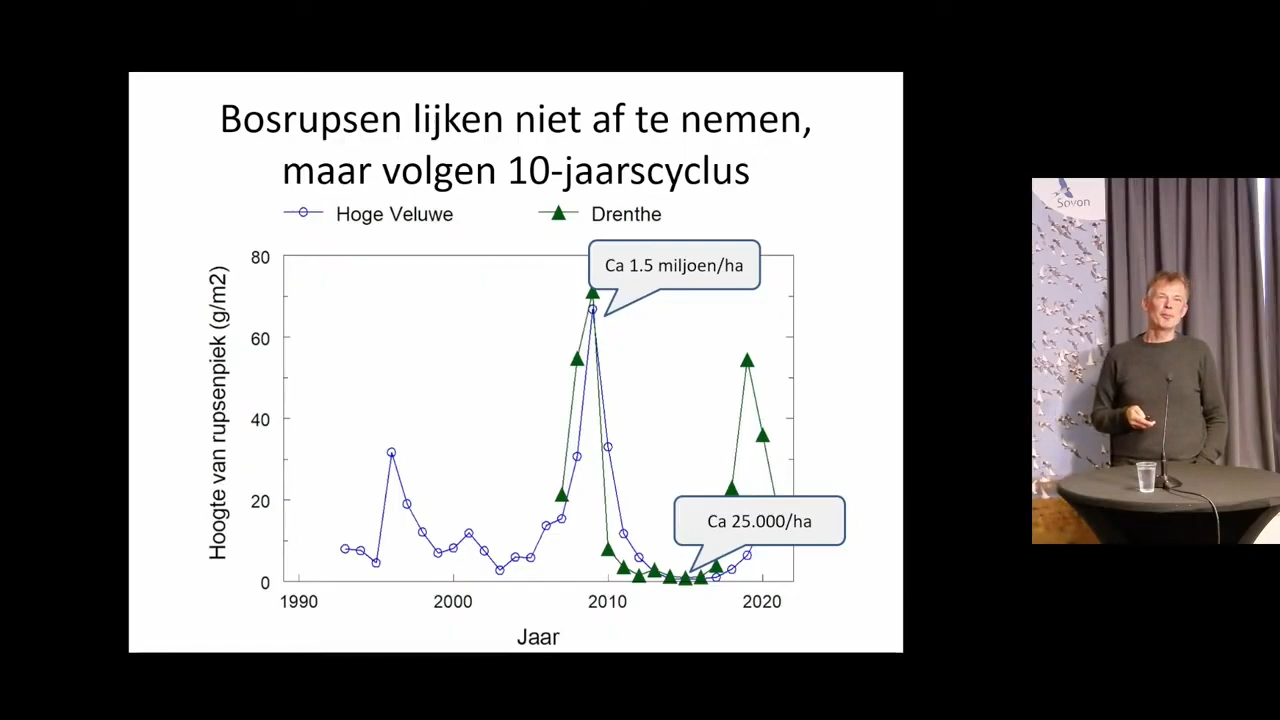 Bosrupsen lijken niet af te nemen,
maar volgen 10-jaarscyclus
Hoge Veluwe
Drenthe
Ca 1.5 miljoen/ha
Hoogte van rupsenpiek (g/m2)
80
60
40
20
0
Ca 25.000/ha
1990
2000
2010
2020
Jaar
Sovon